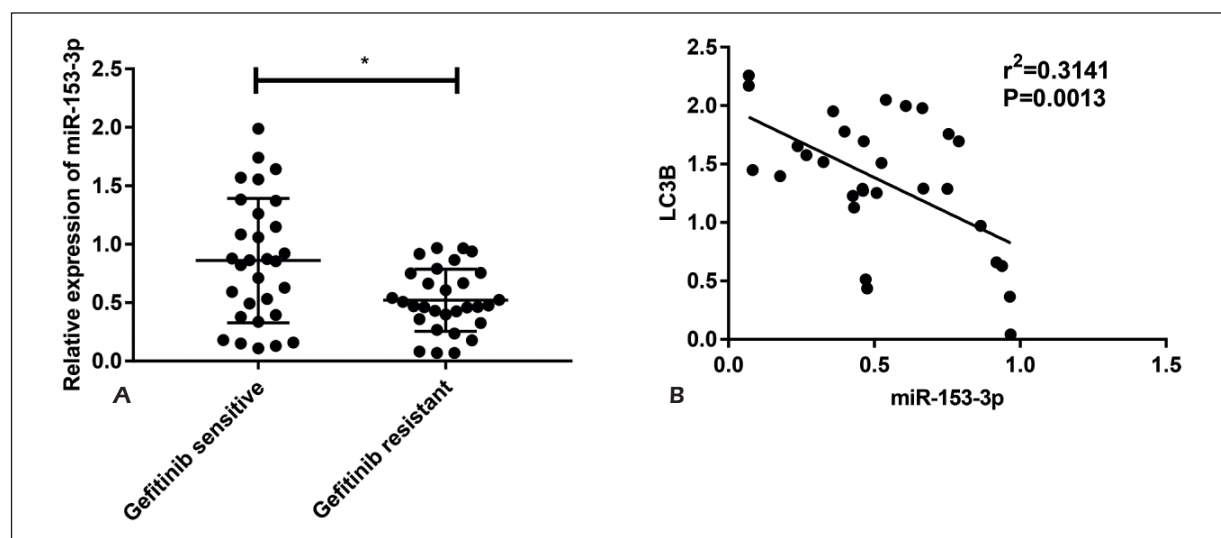 Relative expression of miR-153-3p
2.5
2.0
1.5
1.0
0.5
0.0
*
Gefitinib sensitive
Gefitinib resistant
A
LC3B
2.5
2.0
1.5
1.0
0.5
0.0
r²=0.3141
P=0.0013
0.0 0.5 1.0 1.5
miR-153-3p
B